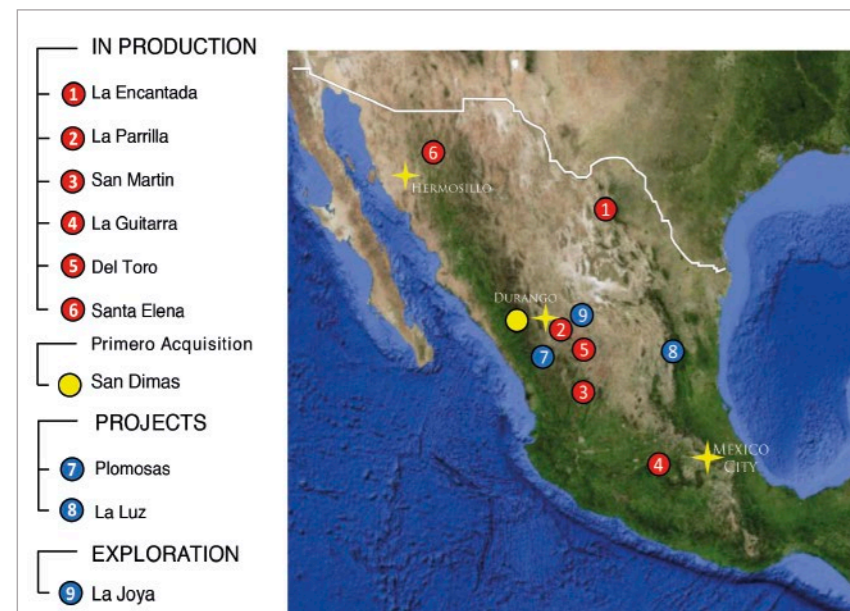 IN PRODUCTION
1 La Encantada
2 La Parrilla
3 San Martin
4 La Guitarra
5 Del Toro
6 Santa Elena
Primero Acquisition
San Dimas
PROJECTS
7 Plomosas
8 La Luz
EXPLORATION
9 La Joya
6
HERMOSILLO
1
DURANGO
9
2
5
7
8
3
4
MEXICO
CITY